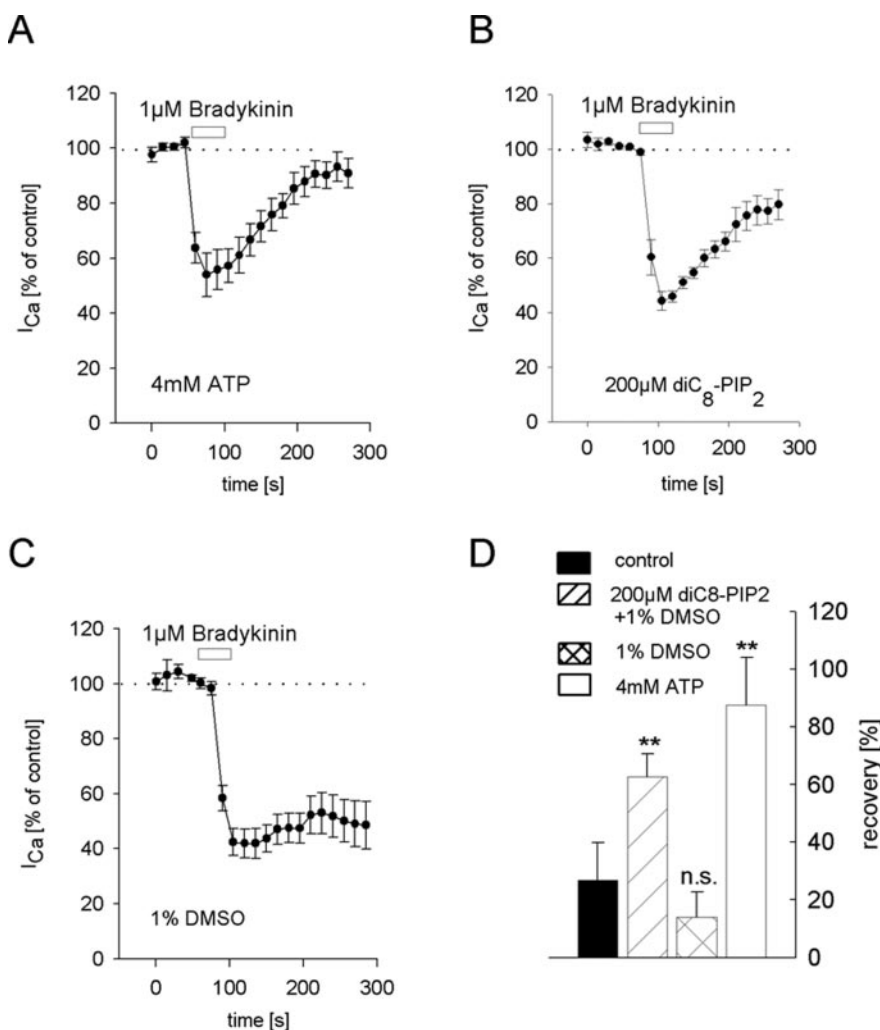 A
1µM Bradykinin
I_Ca [% of control]
120
100
80
60
40
20
0
4mM ATP
0 100 200 300
time [s]
B
1µM Bradykinin
I_Ca [% of control]
120
100
80
60
40
20
0
200µM diC8-PIP2
0 100 200 300
time [s]
C
1µM Bradykinin
I_Ca [% of control]
120
100
80
60
40
20
0
1% DMSO
0 100 200 300
time [s]
D
control
200µM diC8-PIP2
+1% DMSO
1% DMSO
4mM ATP
**
n.s.
**
120
100
80
60
40
20
0
recovery [%]